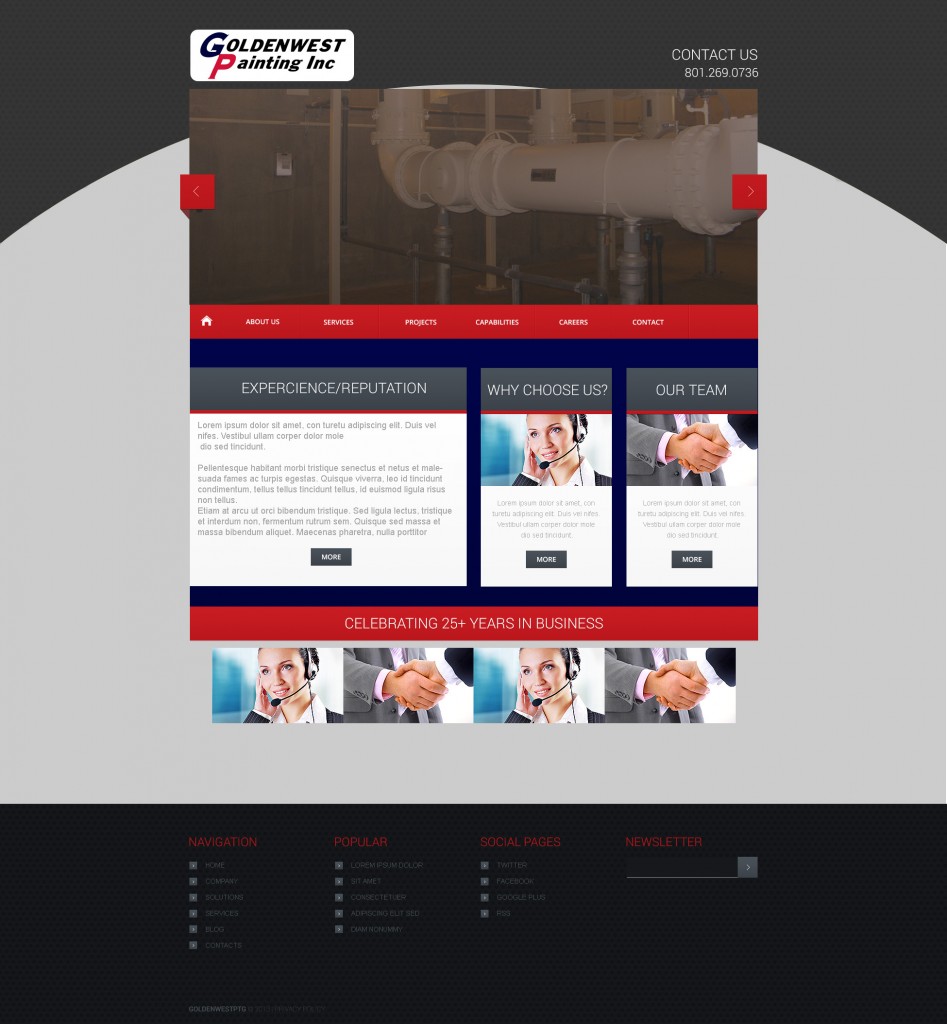 GOLDENWEST
Painting Inc
CONTACT US
801.269.0736
ABOUT US
SERVICES
PROJECTS
CAPABILITIES
CAREERS
CONTACT
EXPERCIENCE/REPUTATION
Lorem ipsum dolor sit amet, con turetu adipiscing elit. Duis vel
nifes. Vestibul ullam corper dolor mole
dio sed tincidunt.
Pellentesque habitant morbi tristique senectus et netus et male-
suada fames ac turpis egestas. Quisque viverra, leo id tincidunt
condimentum, tellus tellus tincidunt tellus, id euismod ligula risus
non tellus.
Etiam at arcu ut orci bibendum tristique. Sed ligula lectus, tristique
et interdum non, fermentum rutrum sem. Quisque sed massa et
massa bibendum aliquet. Maecenas pharetra, nulla porttitor
MORE
WHY CHOOSE US?
Lorem ipsum dolor sit amet, con
turetu adipiscing elit. Duis vel nifes.
Vestibul ullam corper dolor mole
dio sed tincidunt.
MORE
OUR TEAM
Lorem ipsum dolor sit amet, con
turetu adipiscing elit. Duis vel nifes.
Vestibul ullam corper dolor mole
dio sed tincidunt.
MORE
CELEBRATING 25+ YEARS IN BUSINESS
NAVIGATION
HOME
COMPANY
SOLUTIONS
SERVICES
BLOG
CONTACTS
POPULAR
LOREM IPSUM DOLOR
SIT AMET
CONSECTETUER
ADIPISCING ELIT SED
DIAM NONUMMY
SOCIAL PAGES
TWITTER
FACEBOOK
GOOGLE PLUS
RSS
NEWSLETTER
GOLDENWESTPTG